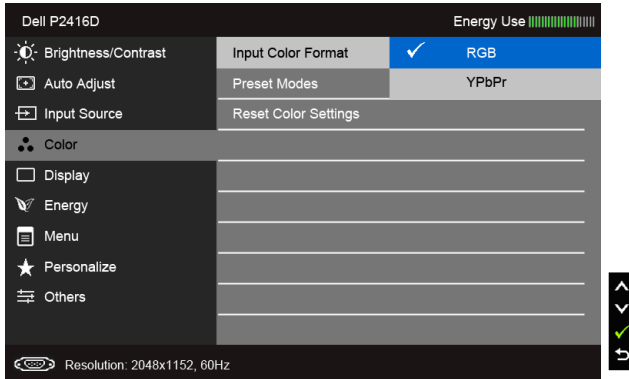 Dell P2416D Energy Use
Brightness/Contrast Input Color Format RGB
Auto Adjust Preset Modes YPbPr
Input Source Reset Color Settings
Color
Display
Energy
Menu
Personalize
Others
Resolution: 2048x1152, 60Hz